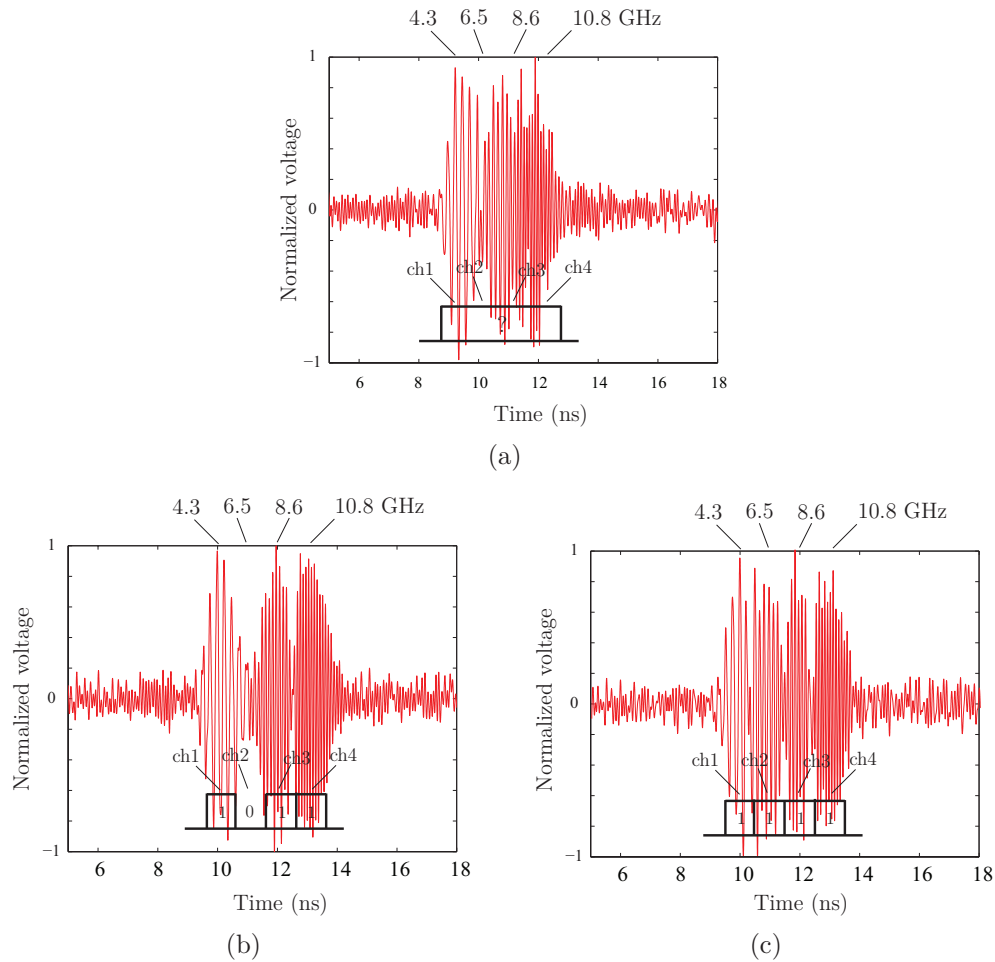 4.3 6.5 8.6 10.8 GHz
1
0
−1
Normalized voltage
ch1 ch2 ch3 ch4
?
6 8 10 12 14 16 18
Time (ns)
(a)
4.3 6.5 8.6 10.8 GHz
1
0
−1
Normalized voltage
ch1 ch2 ch3 ch4
1 0 1 1
6 8 10 12 14 16 18
Time (ns)
(b)
4.3 6.5 8.6 10.8 GHz
1
0
−1
Normalized voltage
ch1 ch2 ch3 ch4
1 1 1 1
6 8 10 12 14 16 18
Time (ns)
(c)